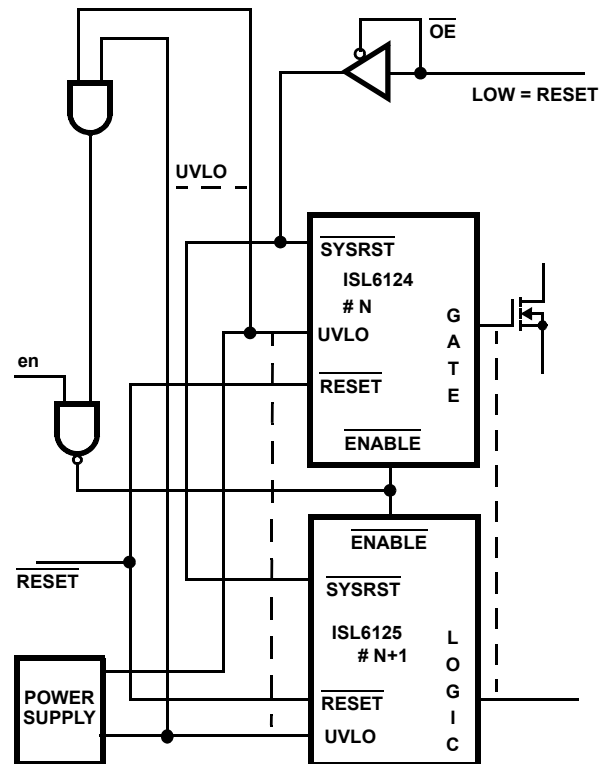 OE
LOW = RESET
UVLO
SYSRST
ISL6124
# N
UVLO
RESET
ENABLE
G
A
T
E
en
ENABLE
RESET
SYSRST
ISL6125
# N+1
RESET
UVLO
L
O
G
I
C
POWER
SUPPLY